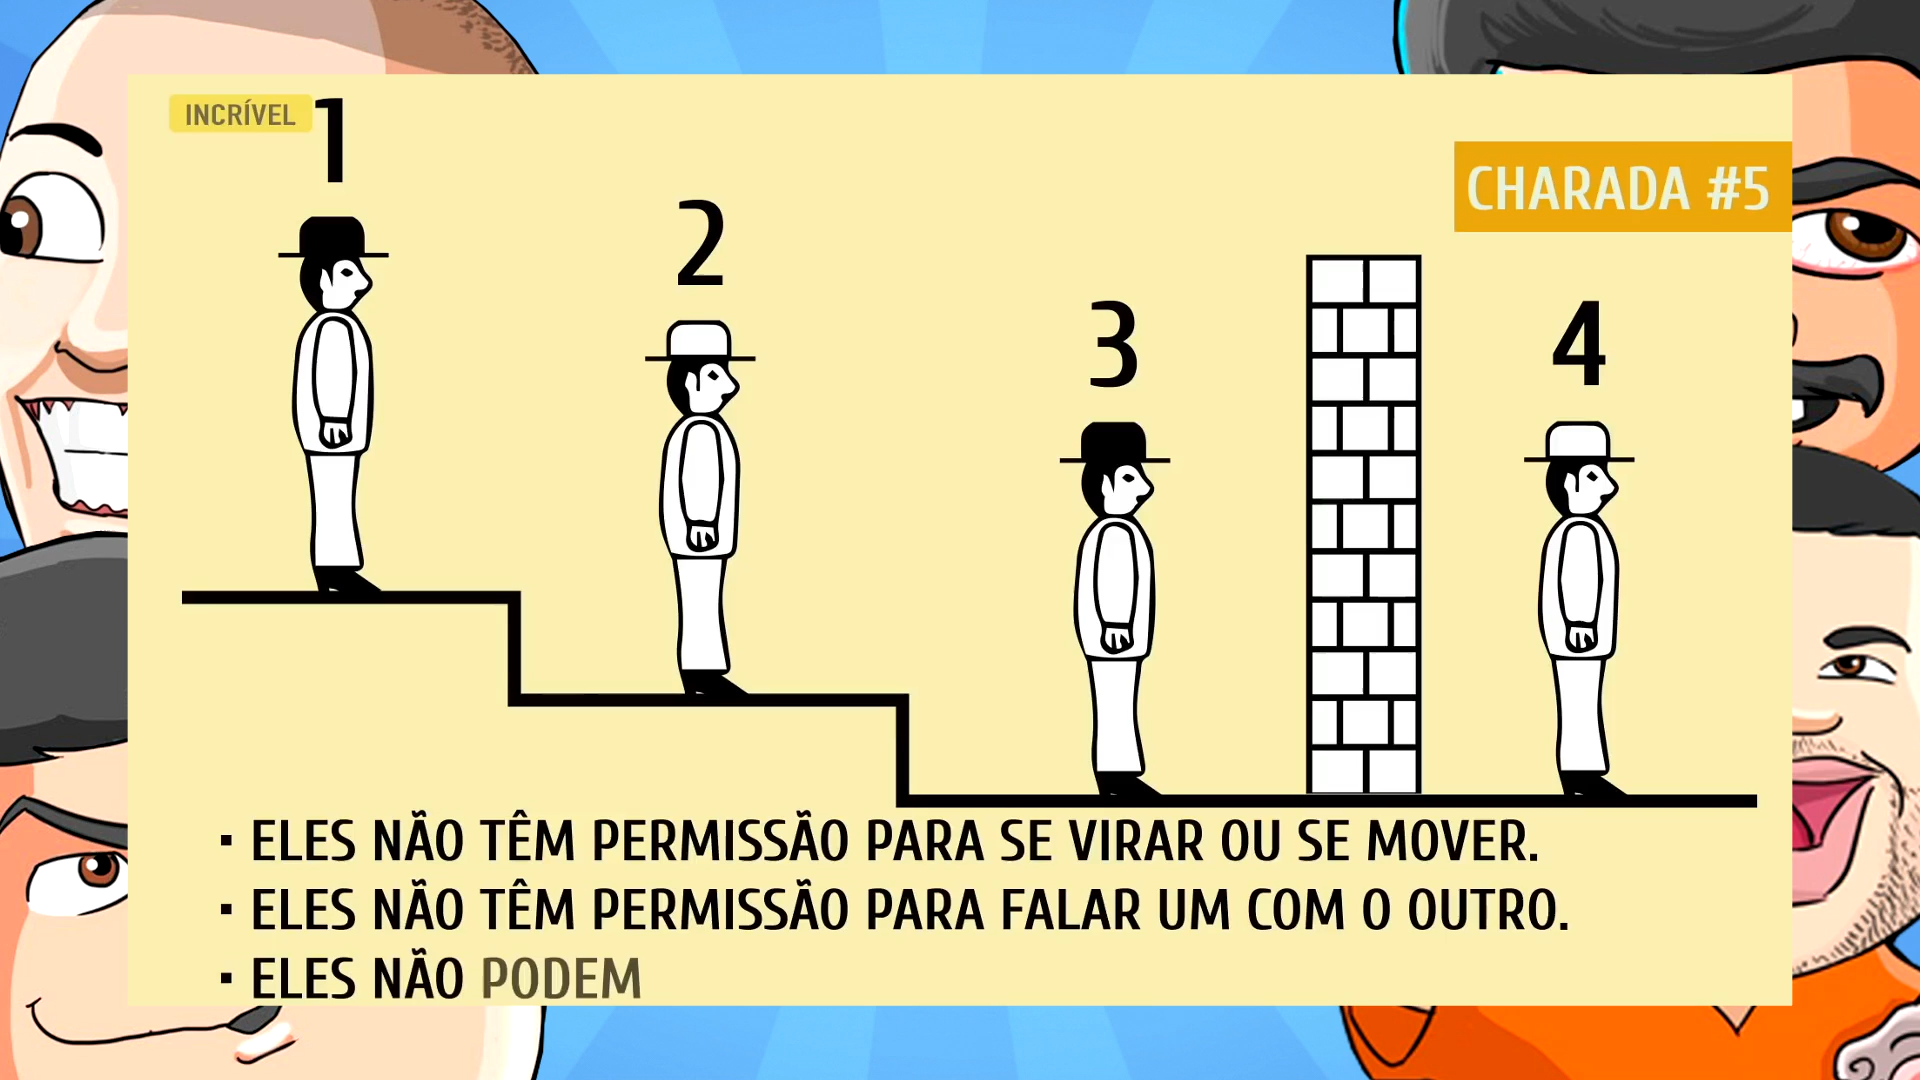 INCRÍVEL
1
2
3
4
CHARADA #5
▪ ELES NÃO TÊM PERMISSÃO PARA SE VIRAR OU SE MOVER.
▪ ELES NÃO TÊM PERMISSÃO PARA FALAR UM COM O OUTRO.
▪ ELES NÃO PODEM